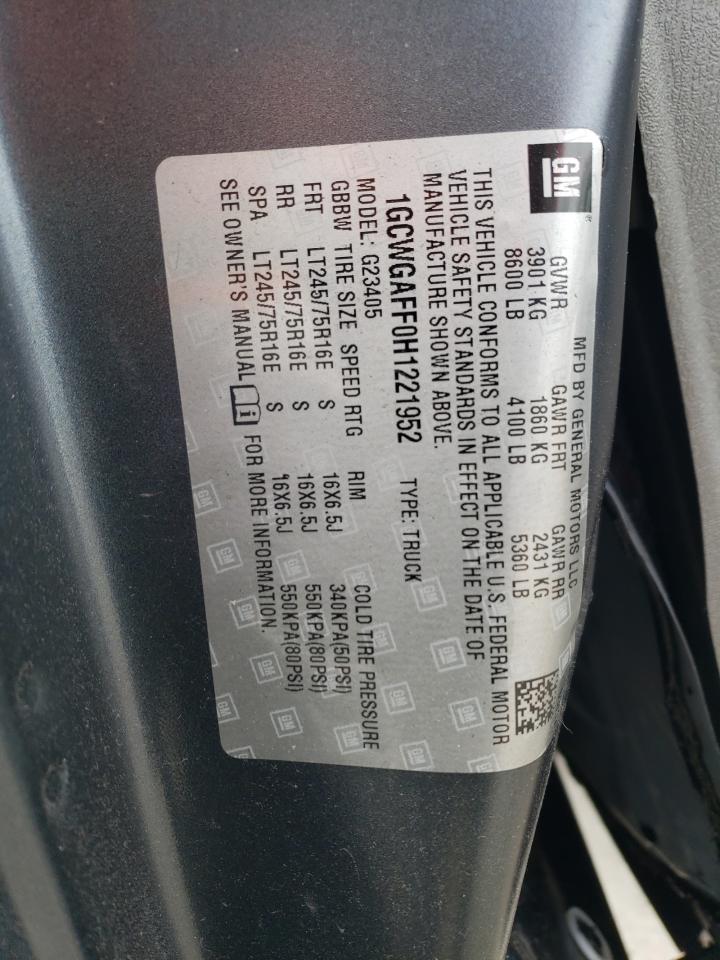 GM ®
MFD BY GENERAL MOTORS LLC
GVWR GAWR FRT GAWR RR
3901 KG 1860 KG 2431 KG
8600 LB 4100 LB 5360 LB
THIS VEHICLE CONFORMS TO ALL APPLICABLE U.S. FEDERAL MOTOR
VEHICLE SAFETY STANDARDS IN EFFECT ON THE DATE OF
MANUFACTURE SHOWN ABOVE.
1GCWGAFF0H1221952 TYPE: TRUCK
MODEL: G23405
GBBW TIRE SIZE SPEED RTG RIM COLD TIRE PRESSURE
FRT LT245/75R16E S 16X6.5J 340KPA(50PSI)
RR LT245/75R16E S 16X6.5J 550KPA(80PSI)
SPA LT245/75R16E S 16X6.5J 550KPA(80PSI)
SEE OWNER'S MANUAL i FOR MORE INFORMATION.